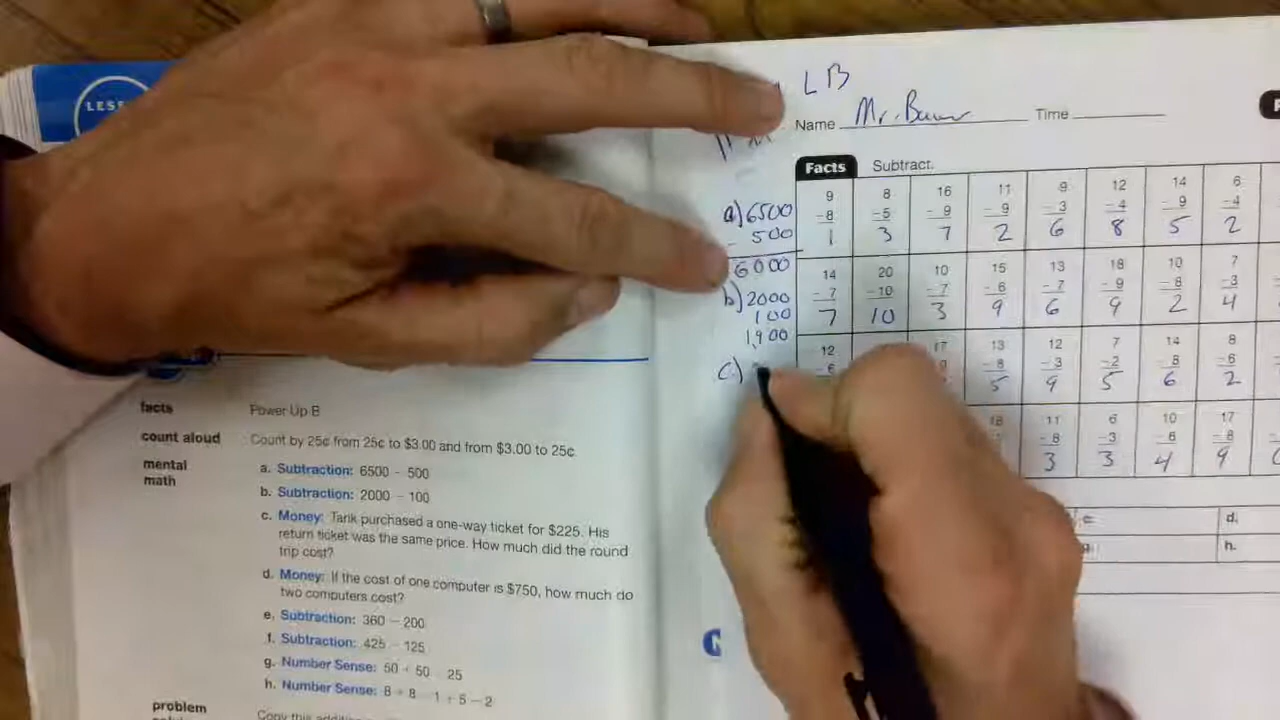 LESS
facts Power Up B
count aloud Count by 25¢ from 25¢ to $3.00 and from $3.00 to 25¢.
mental
math
a. Subtraction: 6500 − 500
b. Subtraction: 2000 − 100
c. Money: Tarik purchased a one-way ticket for $225. His
return ticket was the same price. How much did the round
trip cost?
d. Money: If the cost of one computer is $750, how much do
two computers cost?
e. Subtraction: 360 − 200
f. Subtraction: 425 − 125
g. Number Sense: 50 + 50 − 25
h. Number Sense: 8 + 8 − 1 + 5 − 2
problem
Copy this
LB
Name Mr. Time
Facts Subtract.
9 8 16 11 9 12 14 6
−8 −5 −9 −9 −3 −4 −9 −4
1 3 7 2 6 8 5 2
14 20 10 15 13 18 10 7
−7 −10 −7 −6 −7 −9 −8 −3
7 10 3 9 6 9 2 4
12 17 13 12 7 14 8
−8 −3 −2 −8 −6
5 9 5 6 2
11 6 10 17
−8 −3 −6 −8
3 3 4 9
a) 6500
- 500
6000
b) 2000
100
1,900
c.)
d.
h.